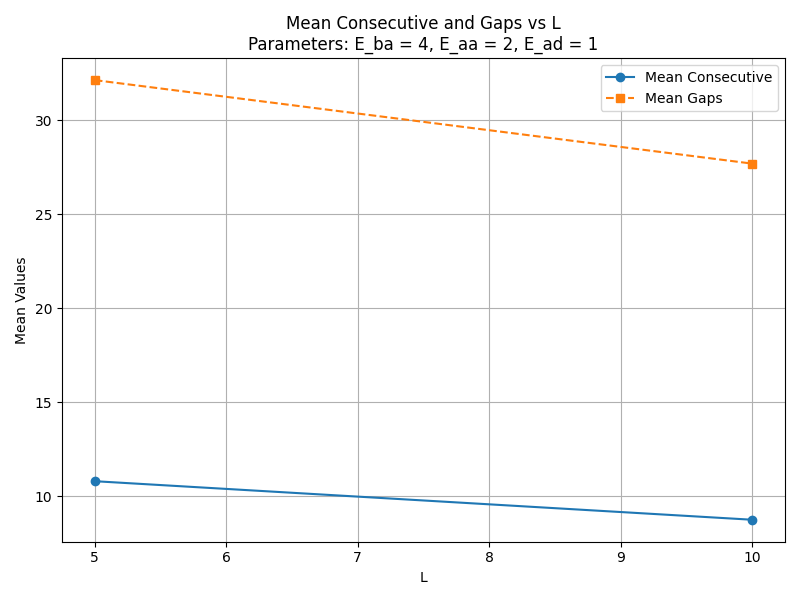 Mean Consecutive and Gaps vs L
Parameters: E_ba = 4, E_aa = 2, E_ad = 1
Mean Consecutive
Mean Gaps
Mean Values
30
25
20
15
10
5
6
7
8
9
10
L